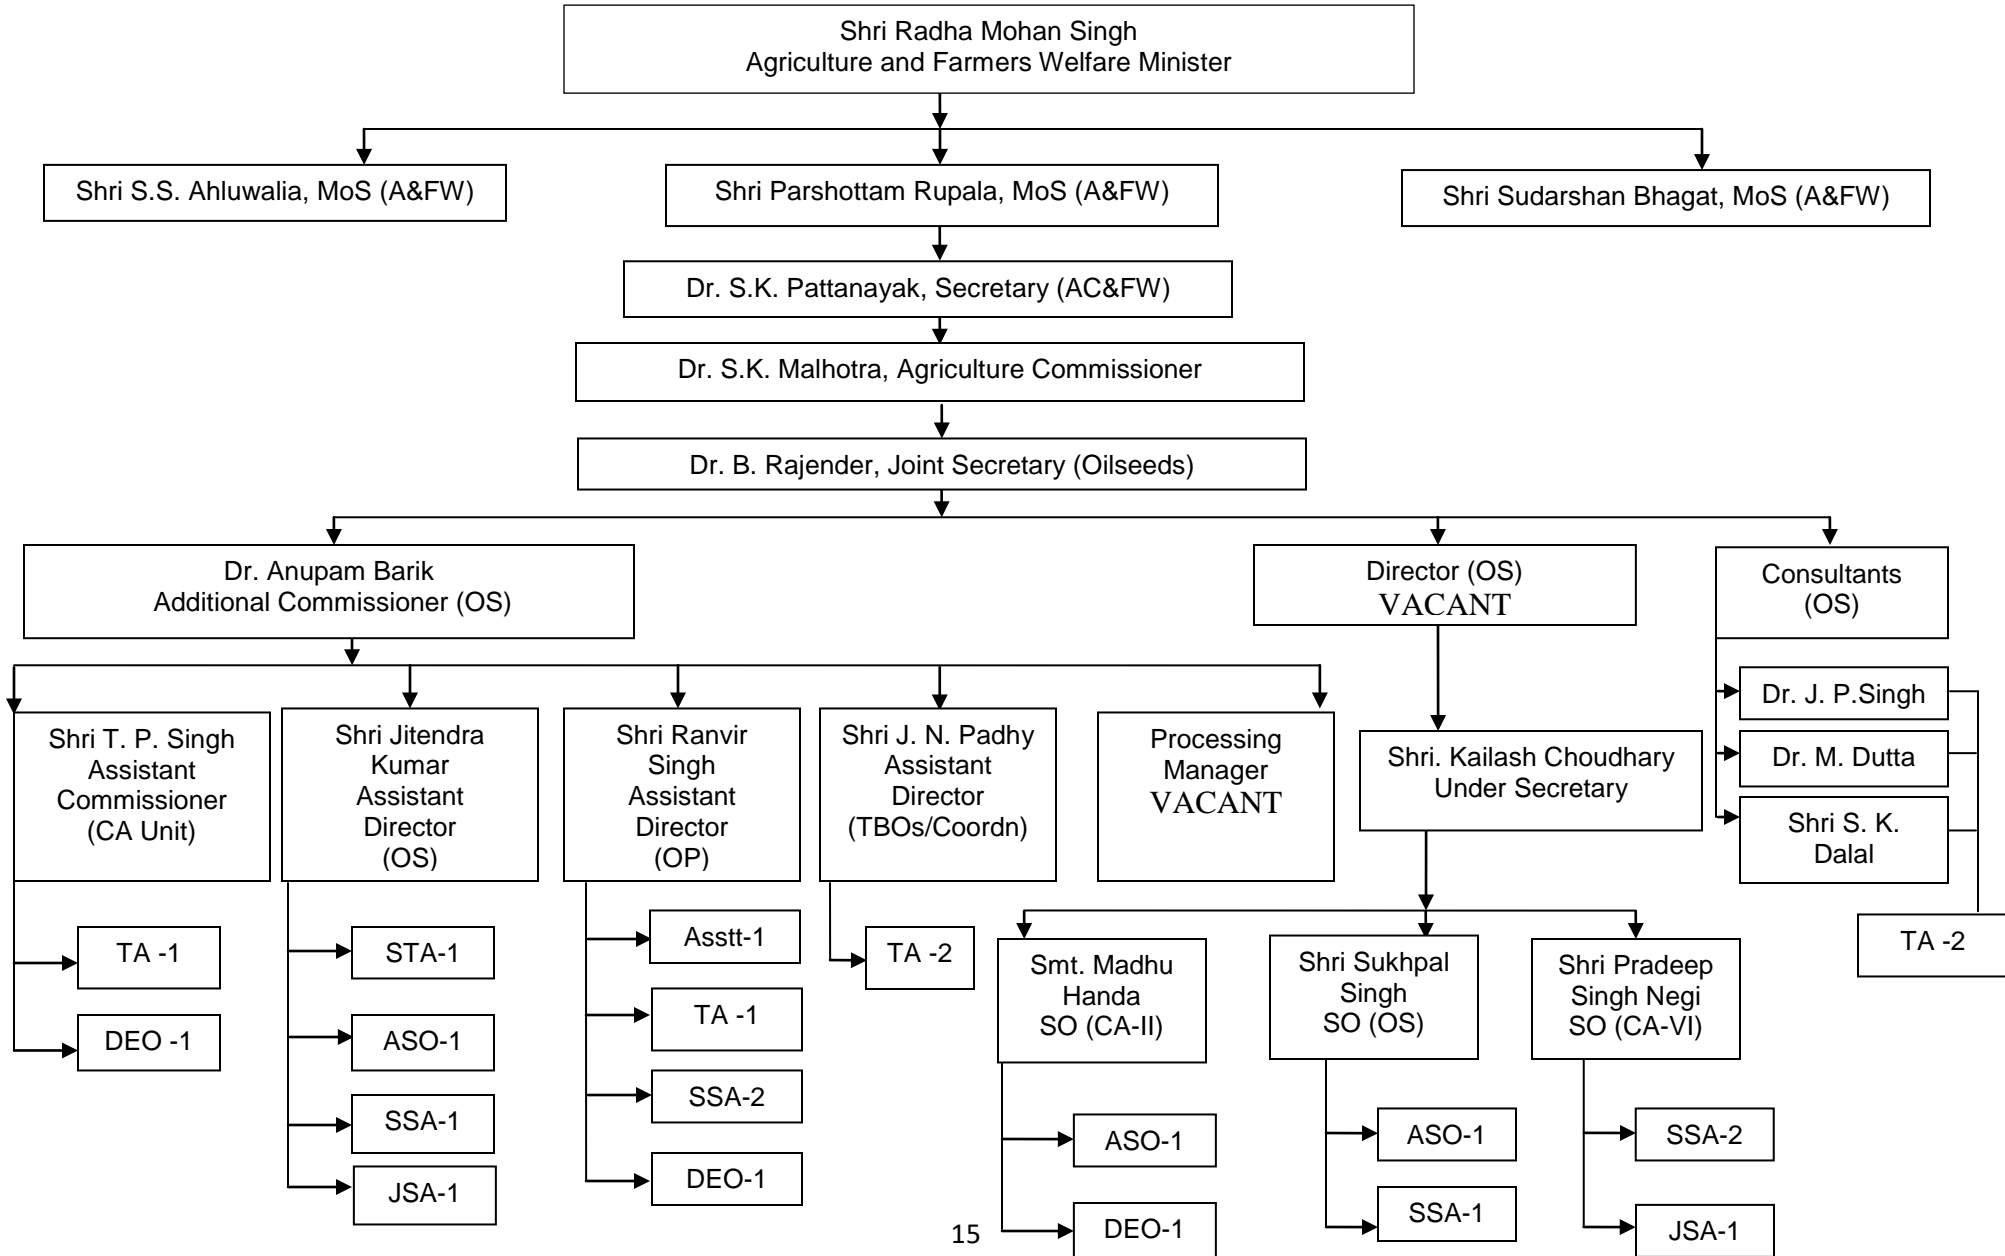 Shri Radha Mohan Singh
Agriculture and Farmers Welfare Minister
Shri S.S. Ahluwalia, MoS (A&FW)
Shri Parshottam Rupala, MoS (A&FW)
Shri Sudarshan Bhagat, MoS (A&FW)
Dr. S.K. Pattanayak, Secretary (AC&FW)
Dr. S.K. Malhotra, Agriculture Commissioner
Dr. B. Rajender, Joint Secretary (Oilseeds)
Dr. Anupam Barik
Additional Commissioner (OS)
Director (OS)
VACANT
Consultants
(OS)
Shri T. P. Singh
Assistant
Commissioner
(CA Unit)
Shri Jitendra
Kumar
Assistant
Director
(OS)
Shri Ranvir
Singh
Assistant
Director
(OP)
Shri J. N. Padhy
Assistant
Director
(TBOs/Coordn)
Processing
Manager
VACANT
Shri. Kailash Choudhary
Under Secretary
Dr. J. P.Singh
Dr. M. Dutta
Shri S. K.
Dalal
TA -2
TA -1
DEO -1
STA-1
ASO-1
SSA-1
JSA-1
Asstt-1
TA -1
SSA-2
DEO-1
TA -2
Smt. Madhu
Handa
SO (CA-II)
Shri Sukhpal
Singh
SO (OS)
Shri Pradeep
Singh Negi
SO (CA-VI)
ASO-1
DEO-1
ASO-1
SSA-1
SSA-2
JSA-1
15